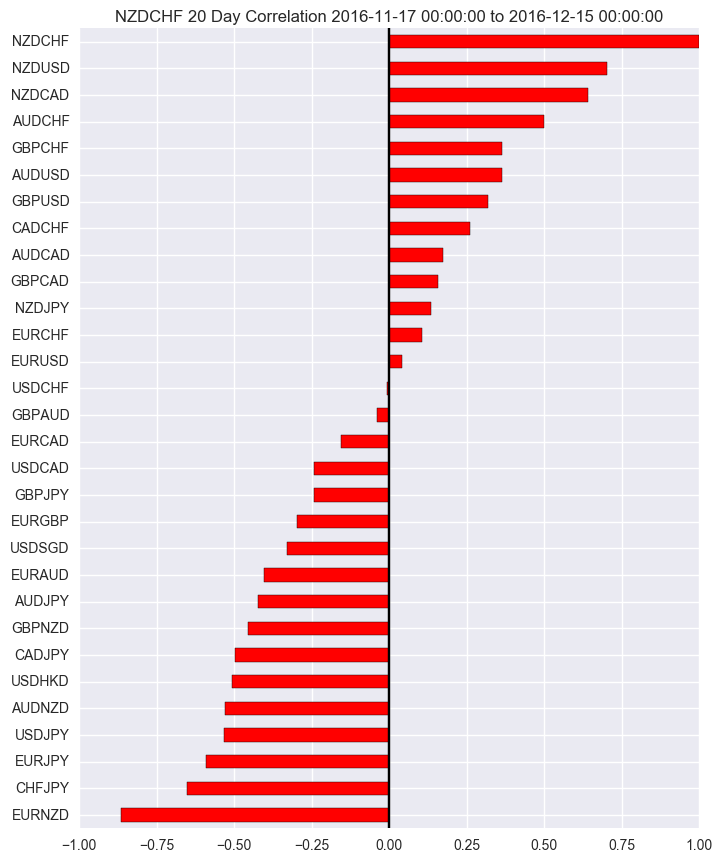 NZDCHF 20 Day Correlation 2016-11-17 00:00:00 to 2016-12-15 00:00:00
NZDCHF
NZDUSD
NZDCAD
AUDCHF
GBPCHF
AUDUSD
GBPUSD
CADCHF
AUDCAD
GBPCAD
NZDJPY
EURCHF
EURUSD
USDCHF
GBPAUD
EURCAD
USDCAD
GBPJPY
EURGBP
USDSGD
EURAUD
AUDJPY
GBPNZD
CADJPY
USDHKD
AUDNZD
USDJPY
EURJPY
CHFJPY
EURNZD
−1.00 −0.75 −0.50 −0.25 0.00 0.25 0.50 0.75 1.00